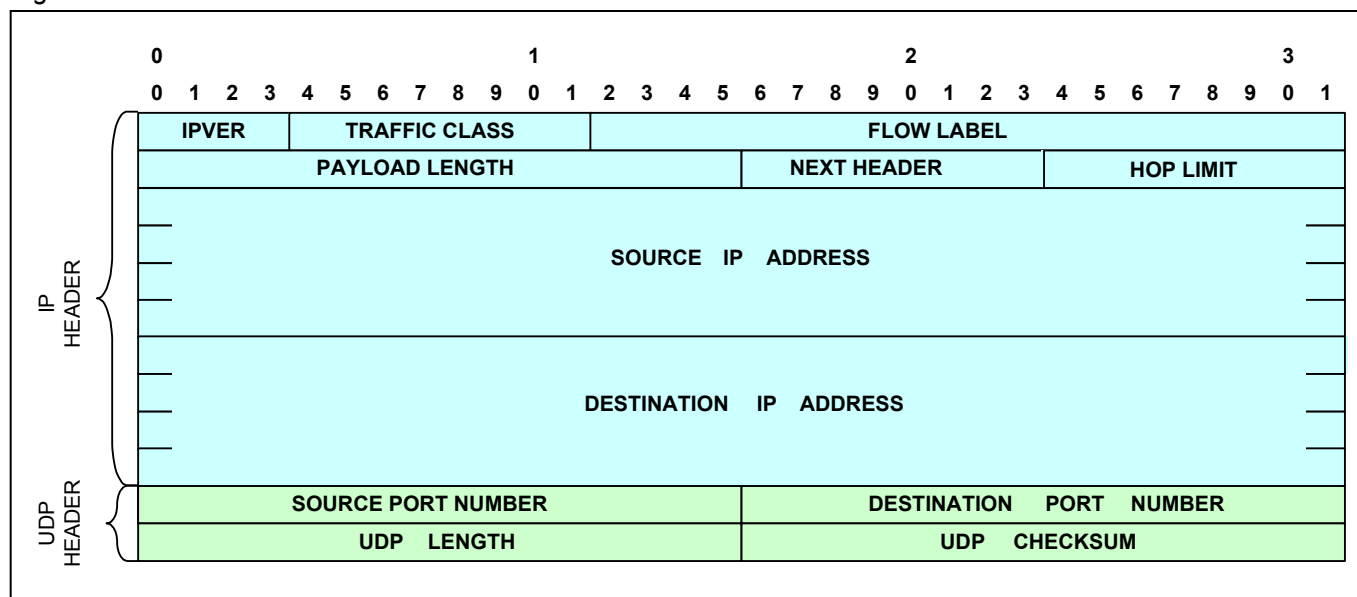 0 1 2 3
0 1 2 3 4 5 6 7 8 9 0 1 2 3 4 5 6 7 8 9 0 1 2 3 4 5 6 7 8 9 0 1
IPVER TRAFFIC CLASS FLOW LABEL
PAYLOAD LENGTH NEXT HEADER HOP LIMIT
SOURCE IP ADDRESS
IP
HEADER
DESTINATION IP ADDRESS
UDP
HEADER
SOURCE PORT NUMBER DESTINATION PORT NUMBER
UDP LENGTH UDP CHECKSUM